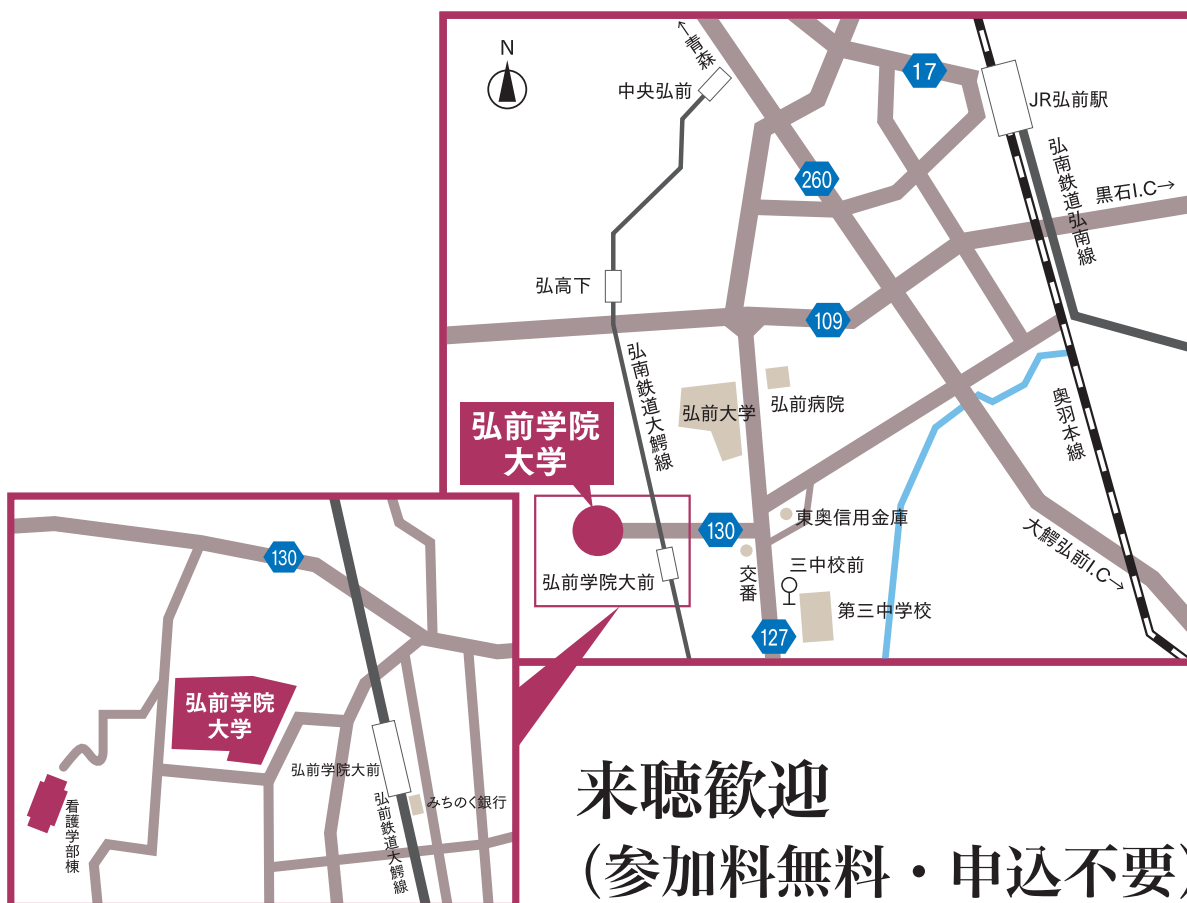 N
↑青森
中央弘前
17
JR弘前駅
260
弘南鉄道弘南線
黒石I.C→
弘高下
109
弘南鉄道大鰐線
弘前大学
弘前病院
奥羽本線
弘前学院
大学
130
東奥信用金庫
弘前学院大前
交番
三中校前
第三中学校
大鰐弘前I.C→
127
130
弘前学院
大学
弘前学院大前
みちのく銀行
弘前鉄道大鰐線
看護学部棟
来聴歓迎
(参加料無料・申込不要)